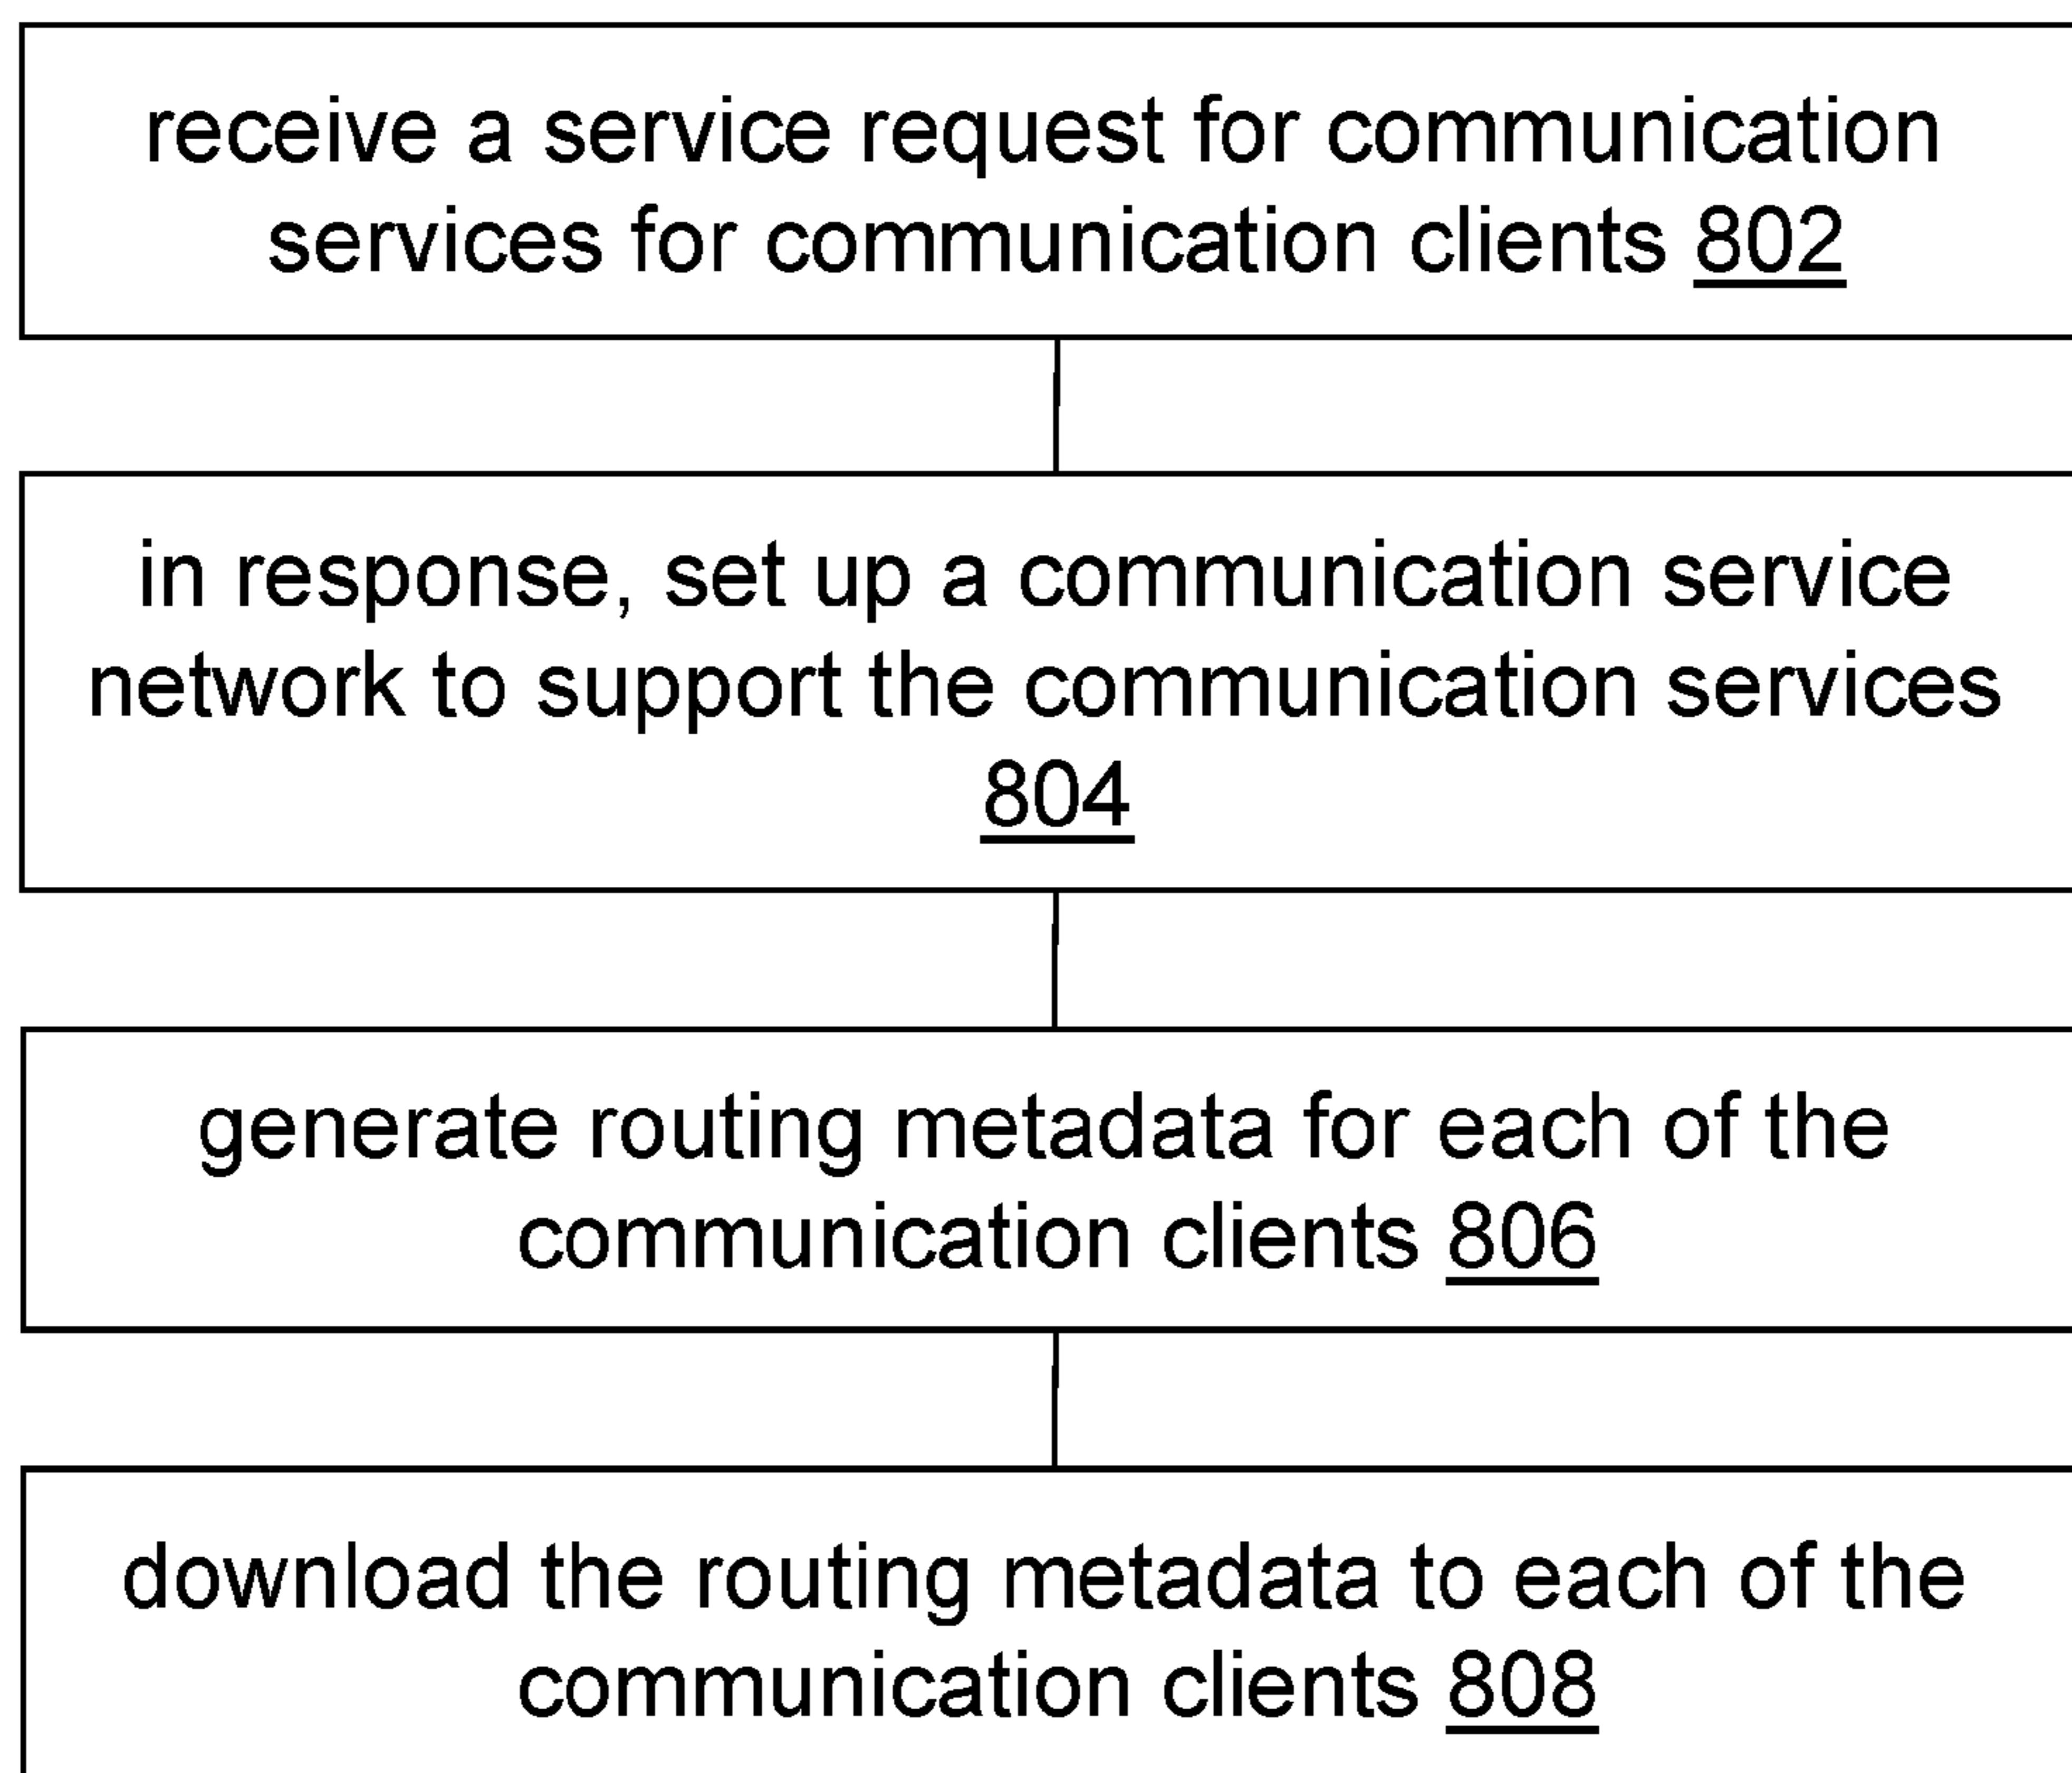 receive a service request for communication
services for communication clients 802
in response, set up a communication service
network to support the communication services
804
generate routing metadata for each of the
communication clients 806
download the routing metadata to each of the
communication clients 808